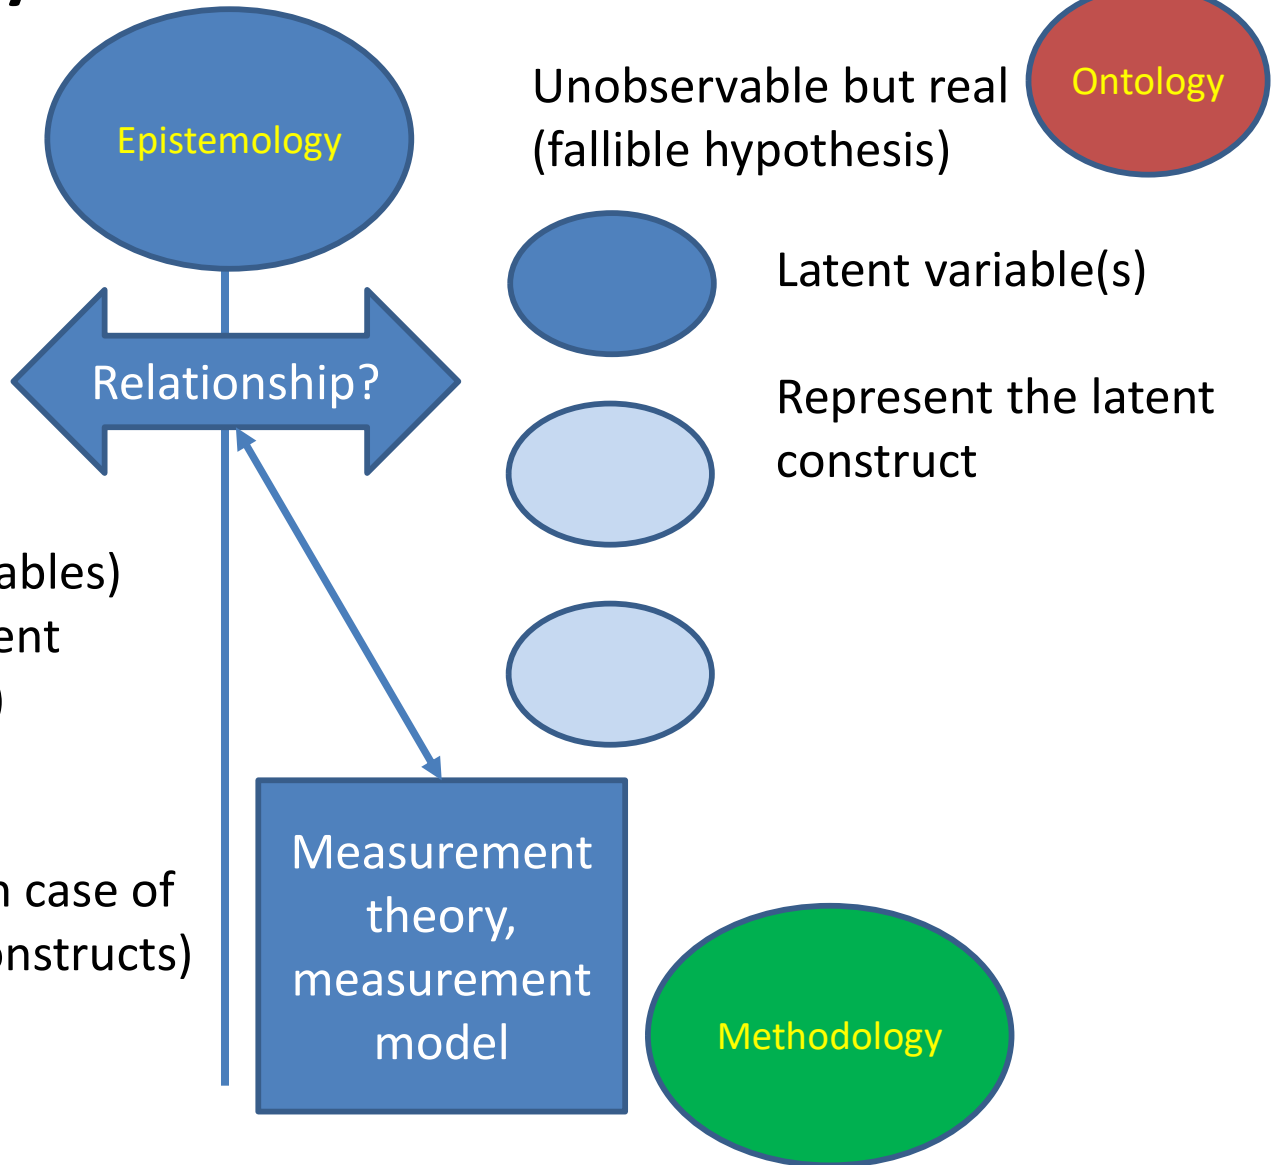 Epistemology
Unobservable but real
(fallible hypothesis)
Ontology
Latent variable(s)
Relationship?
Represent the latent
construct
ables)
ent
)
Measurement
theory,
measurement
model
n case of
onstructs)
Methodology